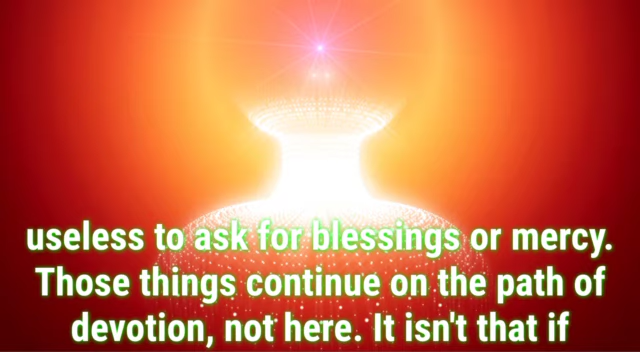 useless to ask for blessings or mercy.
Those things continue on the path of
devotion, not here. It isn't that if